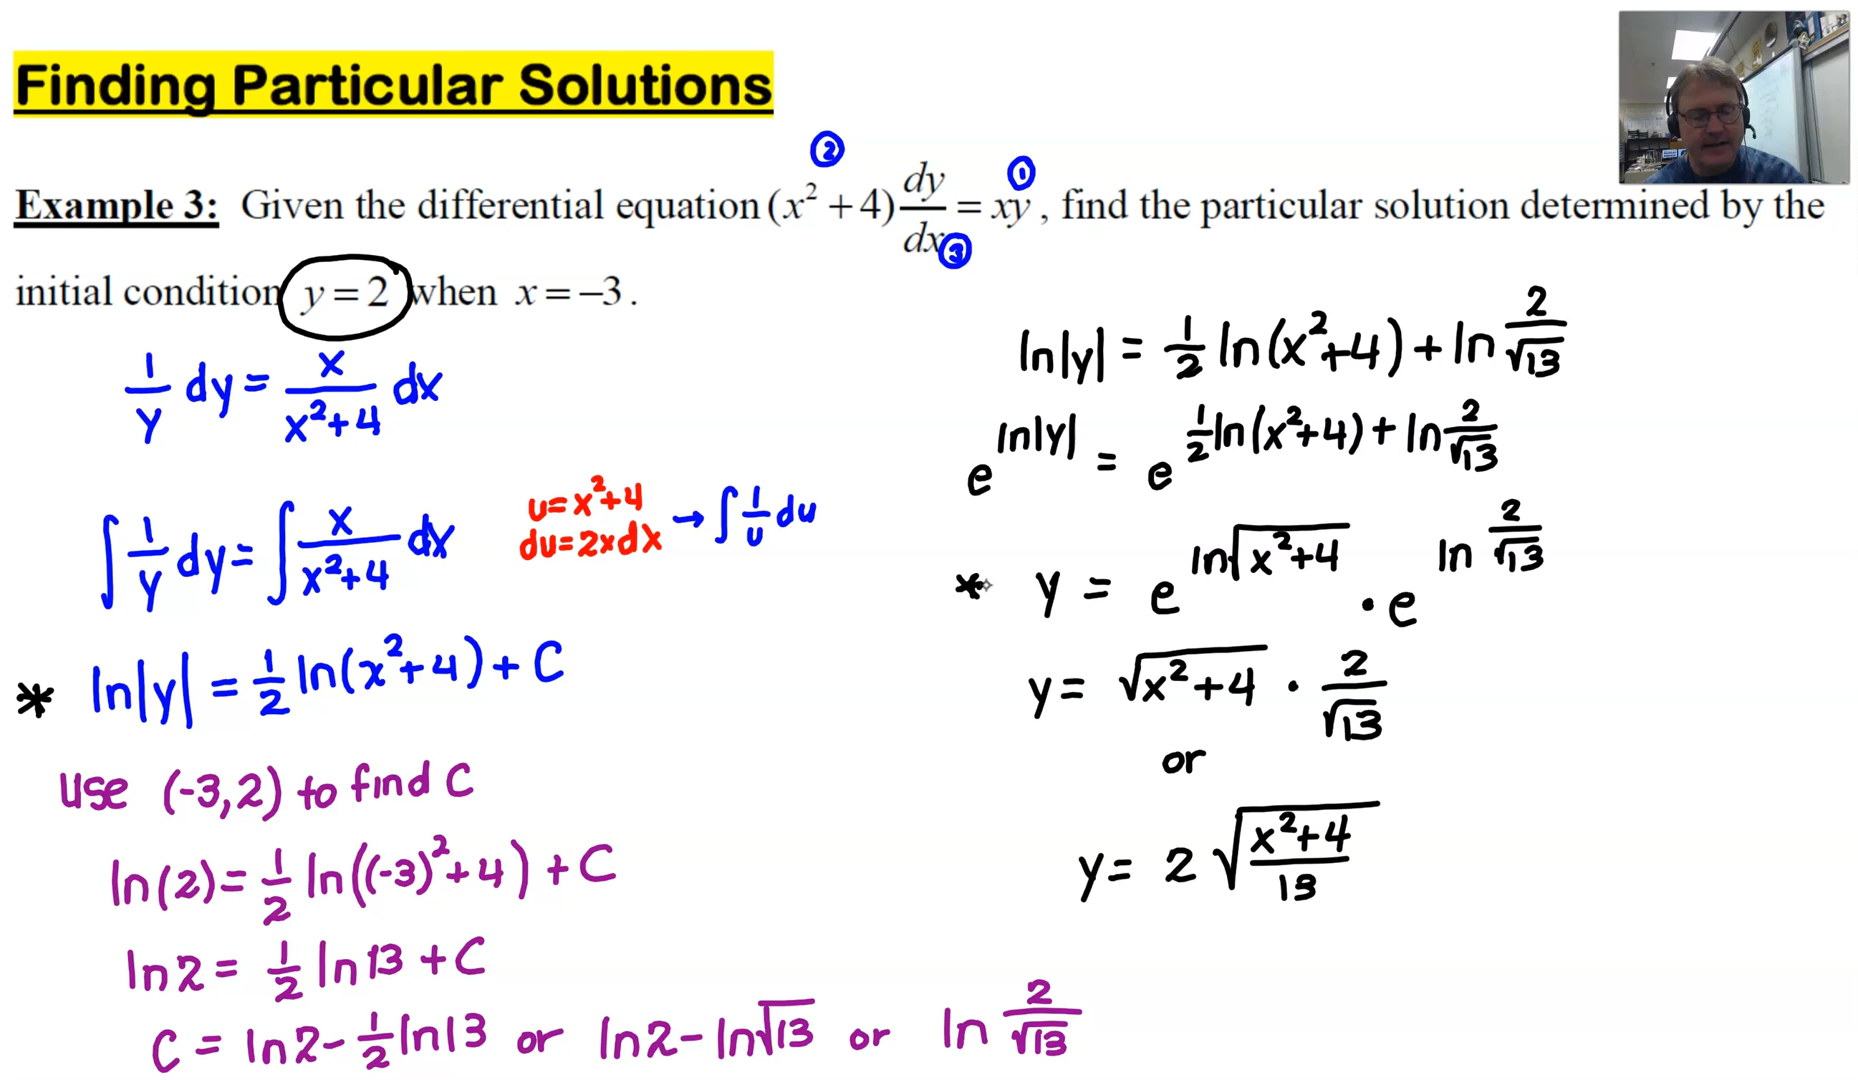 Finding Particular Solutions
② ①
Example 3: Given the differential equation (x² + 4) dy/dx = xy, find the particular solution determined by the
③
initial condition y = 2 when x = −3.
1/y dy = x/(x²+4) dx
∫ 1/y dy = ∫ x/(x²+4) dx
u = x²+4
du = 2x dx → ∫ 1/u du
* ln|y| = 1/2 ln(x²+4) + C
Use (-3,2) to find C
ln(2) = 1/2 ln((-3)²+4) + C
ln2 = 1/2 ln13 + C
C = ln2 - 1/2 ln13 or ln2 - ln√13 or ln 2/√13
ln|y| = 1/2 ln(x²+4) + ln 2/√13
e^(ln|y|) = e^(1/2 ln(x²+4) + ln 2/√13)
* y = e^(ln√(x²+4)) · e^(ln 2/√13)
y = √(x²+4) · 2/√13
or
y = 2 √((x²+4)/13)